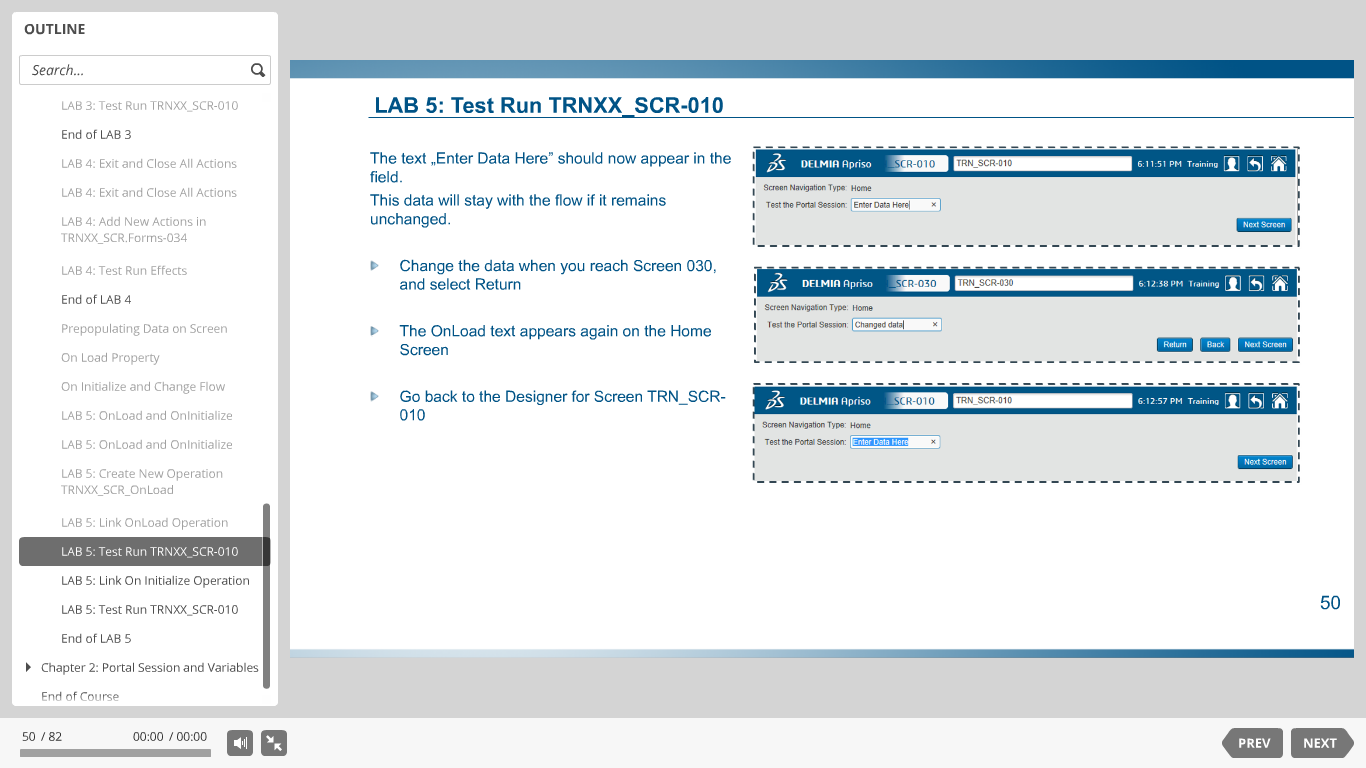 OUTLINE
Search...
LAB 3: Test Run TRNXX_SCR-010
End of LAB 3
LAB 4: Exit and Close All Actions
LAB 4: Exit and Close All Actions
LAB 4: Add New Actions in
TRNXX_SCR.Forms-034
LAB 4: Test Run Effects
End of LAB 4
Prepopulating Data on Screen
On Load Property
On Initialize and Change Flow
LAB 5: OnLoad and OnInitialize
LAB 5: OnLoad and OnInitialize
LAB 5: Create New Operation
TRNXX_SCR_OnLoad
LAB 5: Link OnLoad Operation
LAB 5: Test Run TRNXX_SCR-010
LAB 5: Link On Initialize Operation
LAB 5: Test Run TRNXX_SCR-010
End of LAB 5
Chapter 2: Portal Session and Variables
End of Course
LAB 5: Test Run TRNXX_SCR-010
The text „Enter Data Here” should now appear in the
field.
This data will stay with the flow if it remains
unchanged.
Change the data when you reach Screen 030,
and select Return
The OnLoad text appears again on the Home
Screen
Go back to the Designer for Screen TRN_SCR-
010
DELMIA Apriso _SCR-010 TRN_SCR-010 6:11:51 PM Training
Screen Navigation Type: Home
Test the Portal Session: Enter Data Here ×
Next Screen
DELMIA Apriso _SCR-030 TRN_SCR-030 6:12:38 PM Training
Screen Navigation Type: Home
Test the Portal Session: Changed data ×
Return Back Next Screen
DELMIA Apriso _SCR-010 TRN_SCR-010 6:12:57 PM Training
Screen Navigation Type: Home
Test the Portal Session: Enter Data Here ×
Next Screen
50
50 / 82 00:00 / 00:00
PREV NEXT